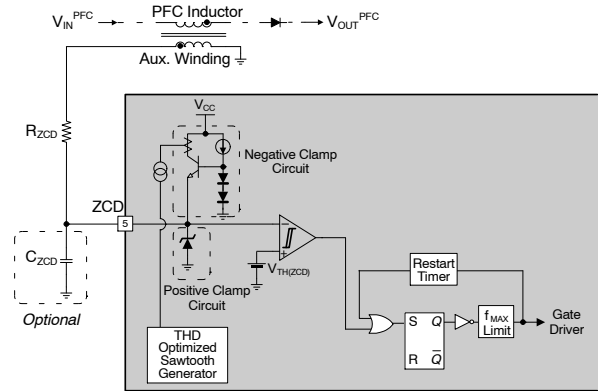 PFC Inductor
V_IN^PFC
V_OUT^PFC
Aux. Winding
V_CC
R_ZCD
Negative Clamp
Circuit
ZCD
5
C_ZCD
Optional
V_TH(ZCD)
Positive Clamp
Circuit
THD
Optimized
Sawtooth
Generator
Restart
Timer
S Q
R Q̅
f_MAX
Limit
Gate
Driver